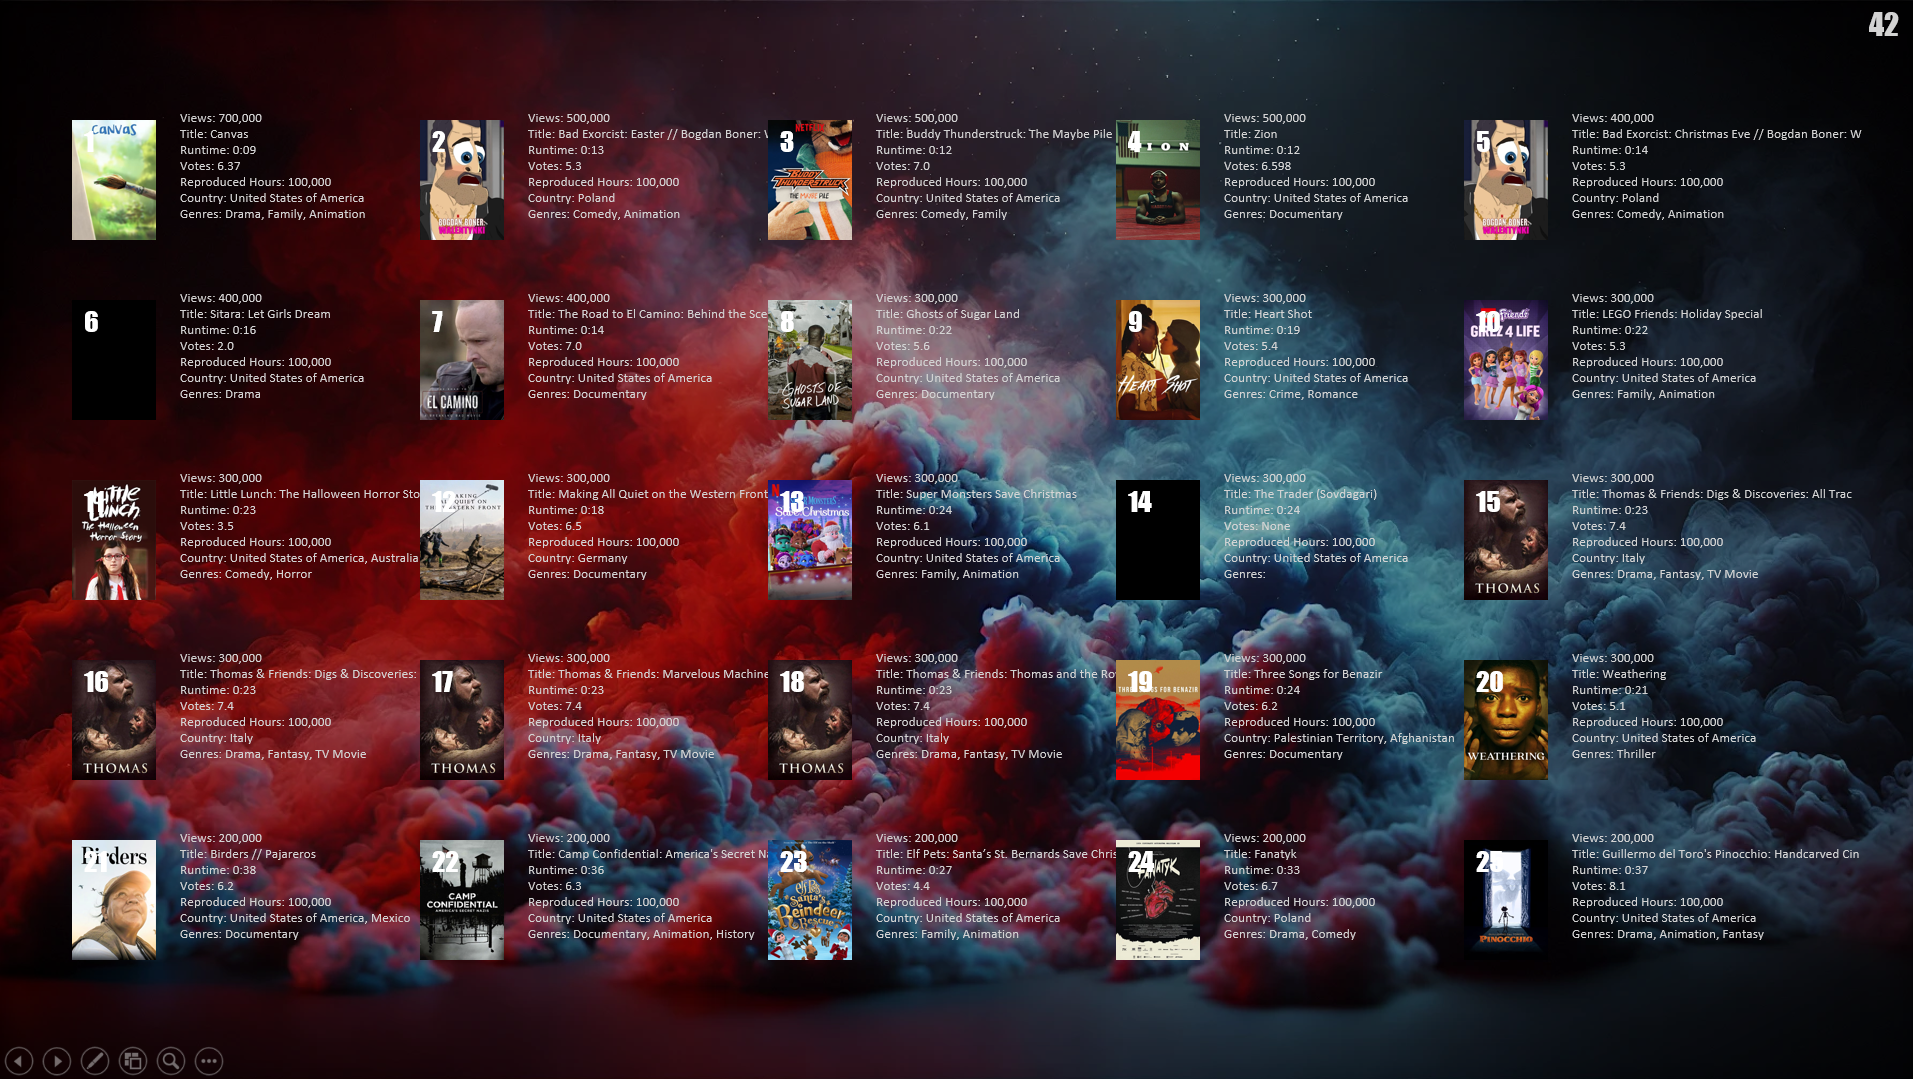 42
1
CANVAS
Views: 700,000
Title: Canvas
Runtime: 0:09
Votes: 6.37
Reproduced Hours: 100,000
Country: United States of America
Genres: Drama, Family, Animation
2
BOGDAN BONER
WALENTYNKI
Views: 500,000
Title: Bad Exorcist: Easter // Bogdan Boner: W
Runtime: 0:13
Votes: 5.3
Reproduced Hours: 100,000
Country: Poland
Genres: Comedy, Animation
3
BUDDY
THUNDERSTRUCK
THE MAYBE PILE
Views: 500,000
Title: Buddy Thunderstruck: The Maybe Pile
Runtime: 0:12
Votes: 7.0
Reproduced Hours: 100,000
Country: United States of America
Genres: Comedy, Family
4
ION
Views: 500,000
Title: Zion
Runtime: 0:12
Votes: 6.598
Reproduced Hours: 100,000
Country: United States of America
Genres: Documentary
5
BOGDAN BONER
WALENTYNKI
Views: 400,000
Title: Bad Exorcist: Christmas Eve // Bogdan Boner: W
Runtime: 0:14
Votes: 5.3
Reproduced Hours: 100,000
Country: Poland
Genres: Comedy, Animation
6
Views: 400,000
Title: Sitara: Let Girls Dream
Runtime: 0:16
Votes: 2.0
Reproduced Hours: 100,000
Country: United States of America
Genres: Drama
7
EL CAMINO
Views: 400,000
Title: The Road to El Camino: Behind the Sce
Runtime: 0:14
Votes: 7.0
Reproduced Hours: 100,000
Country: United States of America
Genres: Documentary
8
GHOSTS OF
SUGAR LAND
Views: 300,000
Title: Ghosts of Sugar Land
Runtime: 0:22
Votes: 5.6
Reproduced Hours: 100,000
Country: United States of America
Genres: Documentary
9
HEART SHOT
Views: 300,000
Title: Heart Shot
Runtime: 0:19
Votes: 5.4
Reproduced Hours: 100,000
Country: United States of America
Genres: Crime, Romance
10
friends
GIRLZ 4 LIFE
Views: 300,000
Title: LEGO Friends: Holiday Special
Runtime: 0:22
Votes: 5.3
Reproduced Hours: 100,000
Country: United States of America
Genres: Family, Animation
11
Little
Lunch
The Halloween
Horror Story
Views: 300,000
Title: Little Lunch: The Halloween Horror Sto
Runtime: 0:23
Votes: 3.5
Reproduced Hours: 100,000
Country: United States of America, Australia
Genres: Comedy, Horror
12
Views: 300,000
Title: Making All Quiet on the Western Front
Runtime: 0:18
Votes: 6.5
Reproduced Hours: 100,000
Country: Germany
Genres: Documentary
13
Save Christmas
Views: 300,000
Title: Super Monsters Save Christmas
Runtime: 0:24
Votes: 6.1
Reproduced Hours: 100,000
Country: United States of America
Genres: Family, Animation
14
Views: 300,000
Title: The Trader (Sovdagari)
Runtime: 0:24
Votes: None
Reproduced Hours: 100,000
Country: United States of America
Genres:
15
THOMAS
Views: 300,000
Title: Thomas & Friends: Digs & Discoveries: All Trac
Runtime: 0:23
Votes: 7.4
Reproduced Hours: 100,000
Country: Italy
Genres: Drama, Fantasy, TV Movie
16
THOMAS
Views: 300,000
Title: Thomas & Friends: Digs & Discoveries:
Runtime: 0:23
Votes: 7.4
Reproduced Hours: 100,000
Country: Italy
Genres: Drama, Fantasy, TV Movie
17
THOMAS
Views: 300,000
Title: Thomas & Friends: Marvelous Machine
Runtime: 0:23
Votes: 7.4
Reproduced Hours: 100,000
Country: Italy
Genres: Drama, Fantasy, TV Movie
18
THOMAS
Views: 300,000
Title: Thomas & Friends: Thomas and the Ro
Runtime: 0:23
Votes: 7.4
Reproduced Hours: 100,000
Country: Italy
Genres: Drama, Fantasy, TV Movie
19
FOR BENAZIR
Views: 300,000
Title: Three Songs for Benazir
Runtime: 0:24
Votes: 6.2
Reproduced Hours: 100,000
Country: Palestinian Territory, Afghanistan
Genres: Documentary
20
WEATHERING
Views: 300,000
Title: Weathering
Runtime: 0:21
Votes: 5.1
Reproduced Hours: 100,000
Country: United States of America
Genres: Thriller
21
Birders
Views: 200,000
Title: Birders // Pajareros
Runtime: 0:38
Votes: 6.2
Reproduced Hours: 100,000
Country: United States of America, Mexico
Genres: Documentary
22
CAMP
CONFIDENTIAL
AMERICA'S SECRET NAZIS
Views: 200,000
Title: Camp Confidential: America's Secret Na
Runtime: 0:36
Votes: 6.3
Reproduced Hours: 100,000
Country: United States of America
Genres: Documentary, Animation, History
23
elf Pets
Santa's
Reindeer
Rescue
Views: 200,000
Title: Elf Pets: Santa's St. Bernards Save Chris
Runtime: 0:27
Votes: 4.4
Reproduced Hours: 100,000
Country: United States of America
Genres: Family, Animation
24
Views: 200,000
Title: Fanatyk
Runtime: 0:33
Votes: 6.7
Reproduced Hours: 100,000
Country: Poland
Genres: Drama, Comedy
25
PINOCCHIO
Views: 200,000
Title: Guillermo del Toro's Pinocchio: Handcarved Cin
Runtime: 0:37
Votes: 8.1
Reproduced Hours: 100,000
Country: United States of America
Genres: Drama, Animation, Fantasy